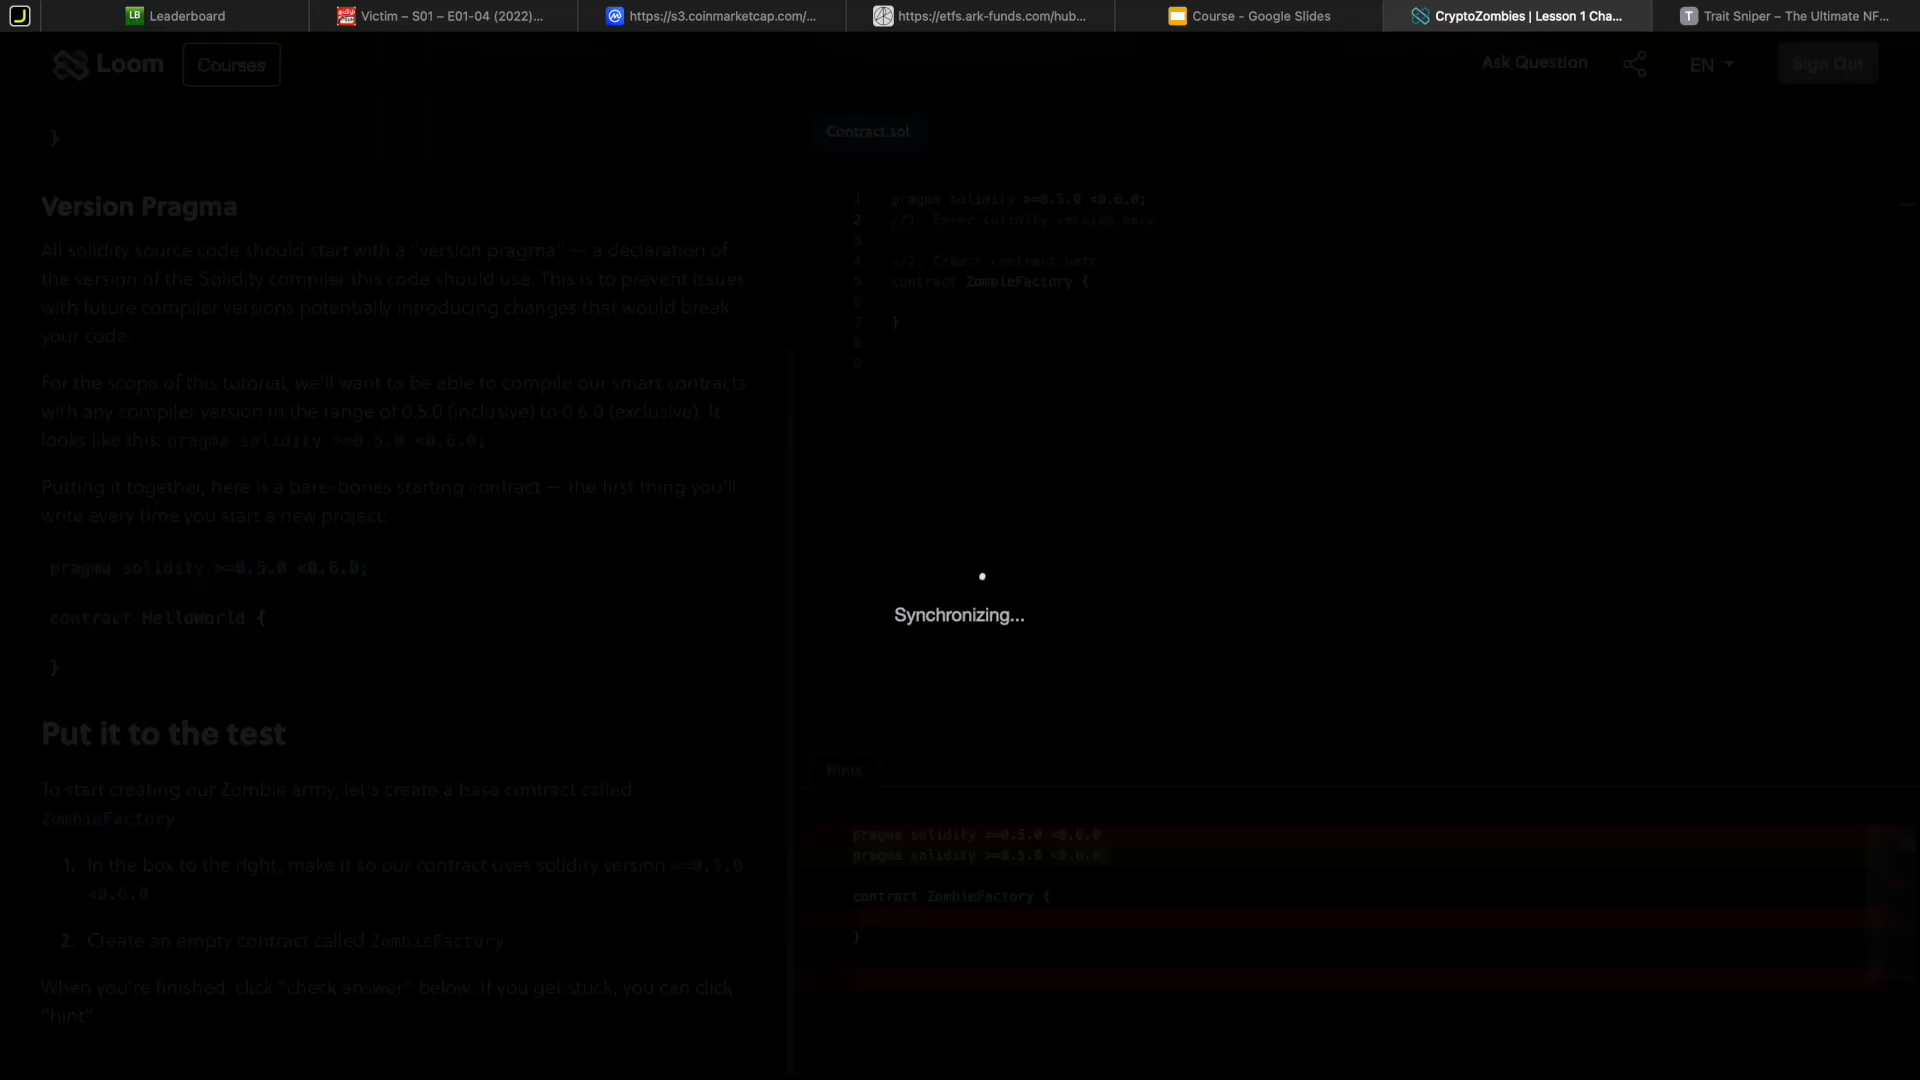 Leaderboard
Victim – S01 – E01-04 (2022)...
https://s3.coinmarketcap.com/...
https://etfs.ark-funds.com/hub...
Course - Google Slides
CryptoZombies | Lesson 1 Cha...
Trait Sniper – The Ultimate NF...
Loom
Courses
Ask Question
EN
Sign Out
}
Version Pragma
All solidity source code should start with a "version pragma" — a declaration of
the version of the Solidity compiler this code should use. This is to prevent issues
with future compiler versions potentially introducing changes that would break
your code.
For the scope of this tutorial, we'll want to be able to compile our smart contracts
with any compiler version in the range of 0.5.0 (inclusive) to 0.6.0 (exclusive). It
looks like this: pragma solidity >=0.5.0 <0.6.0;
Putting it together, here is a bare-bones starting contract — the first thing you'll
write every time you start a new project:
pragma solidity >=0.5.0 <0.6.0;
contract HelloWorld {
}
Put it to the test
To start creating our Zombie army, let's create a base contract called
ZombieFactory
1. In the box to the right, make it so our contract uses solidity version >=0.5.0
<0.6.0
2. Create an empty contract called ZombieFactory.
When you're finished, click "check answer" below. If you get stuck, you can click
"hint"
Contract.sol
1 pragma solidity >=0.5.0 <0.6.0;
2 //1. Enter solidity version here
3
4 //2. Create contract here
5 contract ZombieFactory {
6
7 }
8
9
Synchronizing...
Hints
pragma solidity >=0.5.0 <0.6.0
pragma solidity >=0.5.0 <0.6.0;
contract ZombieFactory {
}